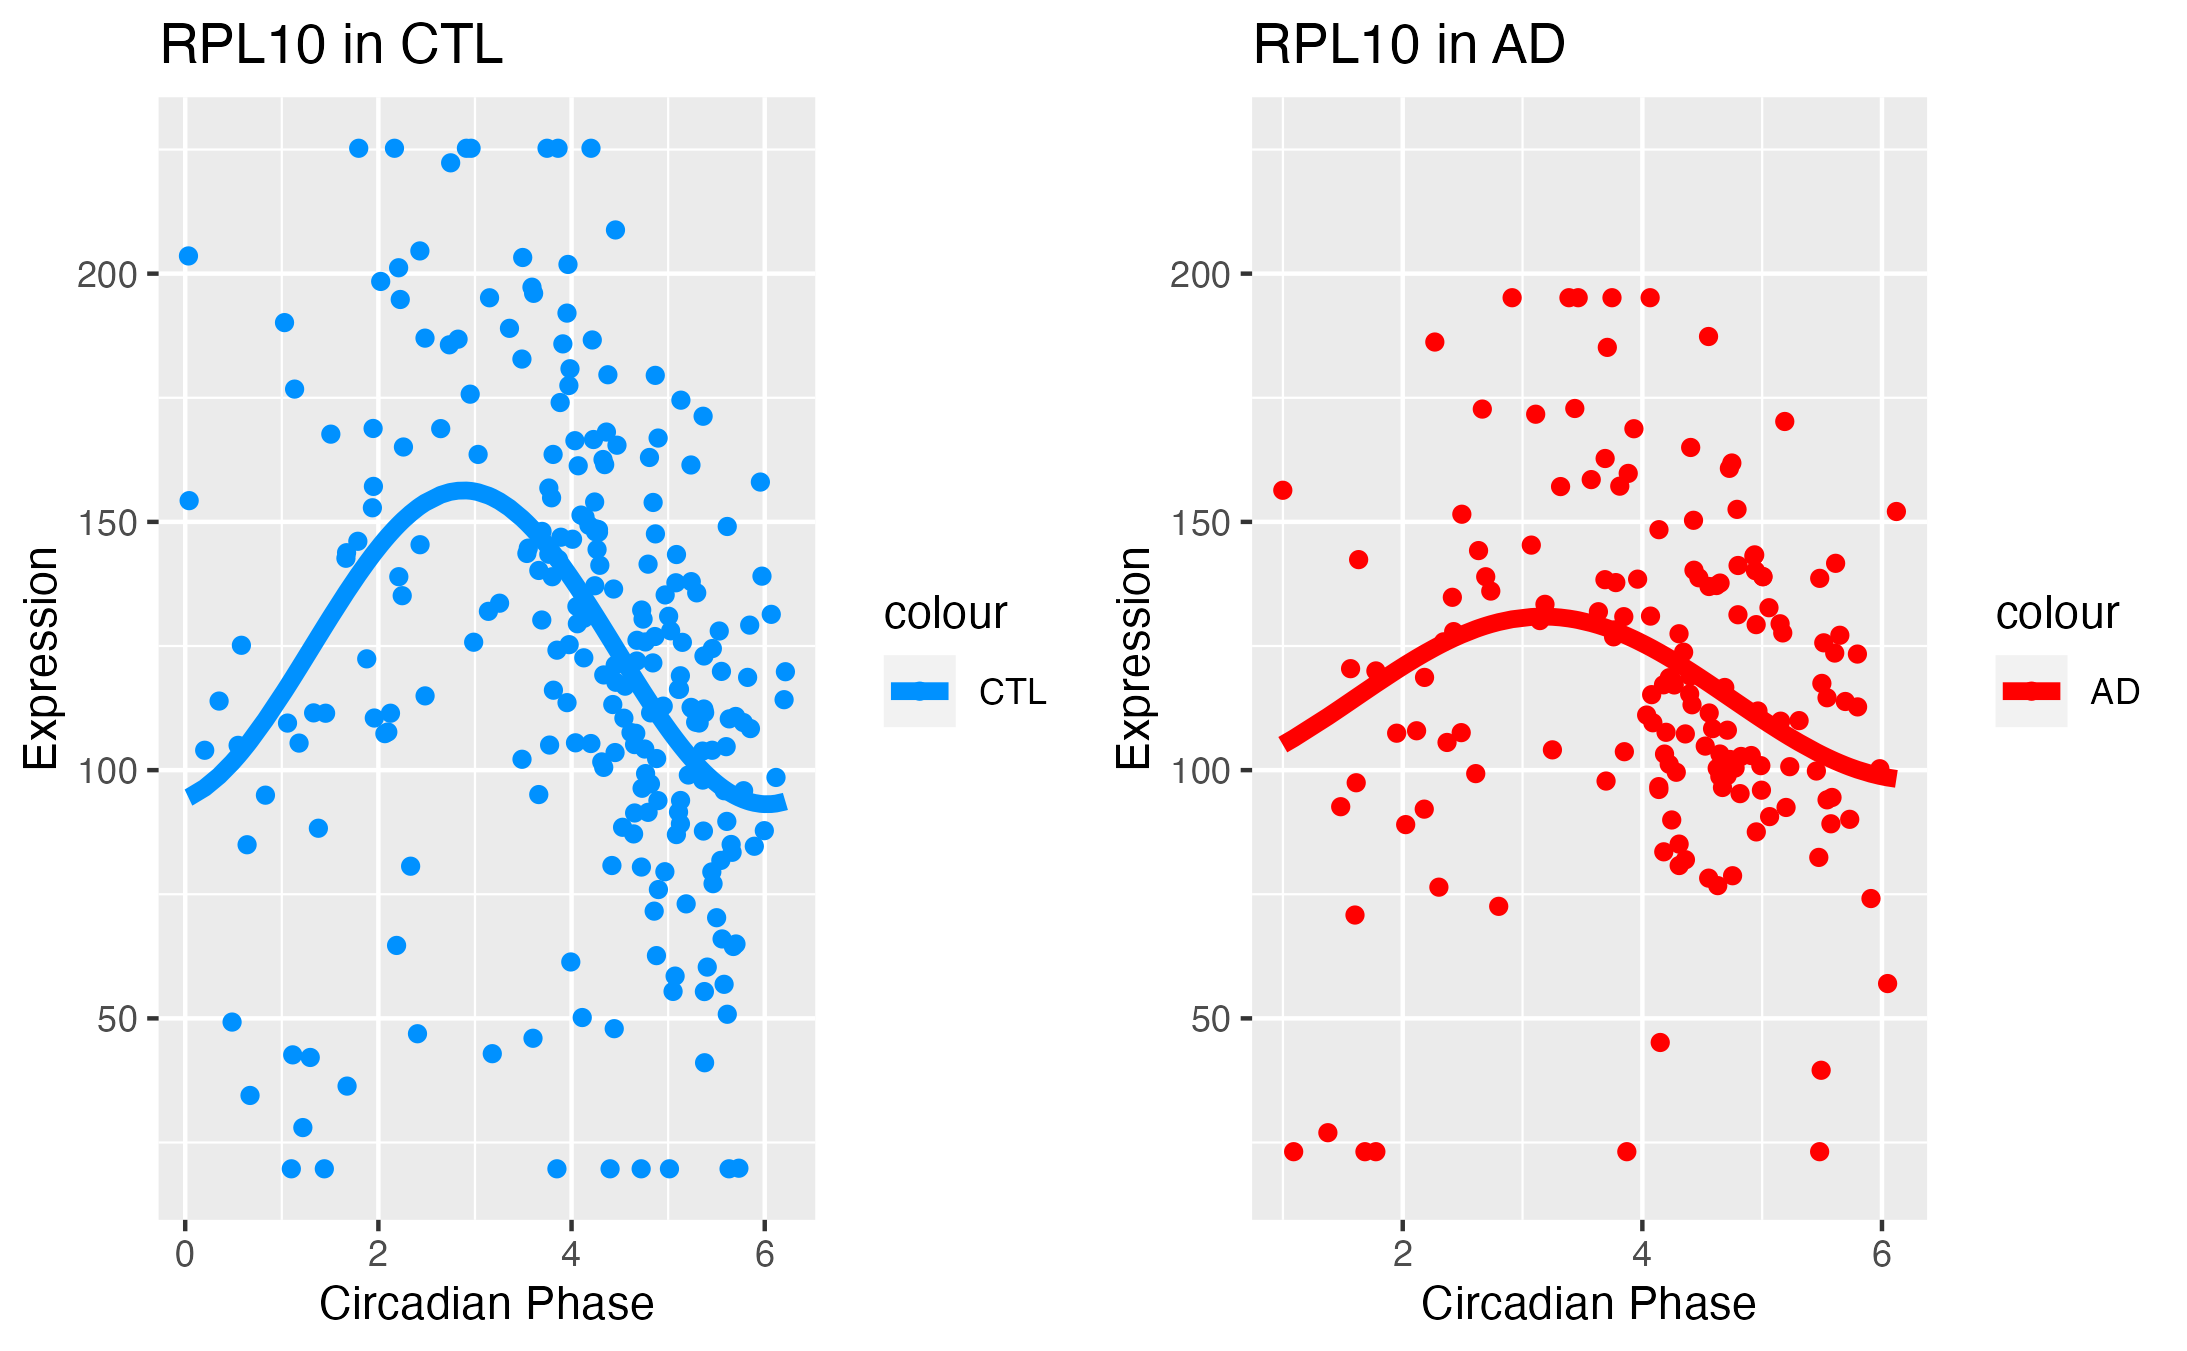 RPL10 in CTL
Expression
200
150
100
50
0 2 4 6
Circadian Phase
colour
CTL
RPL10 in AD
Expression
200
150
100
50
2 4 6
Circadian Phase
colour
AD